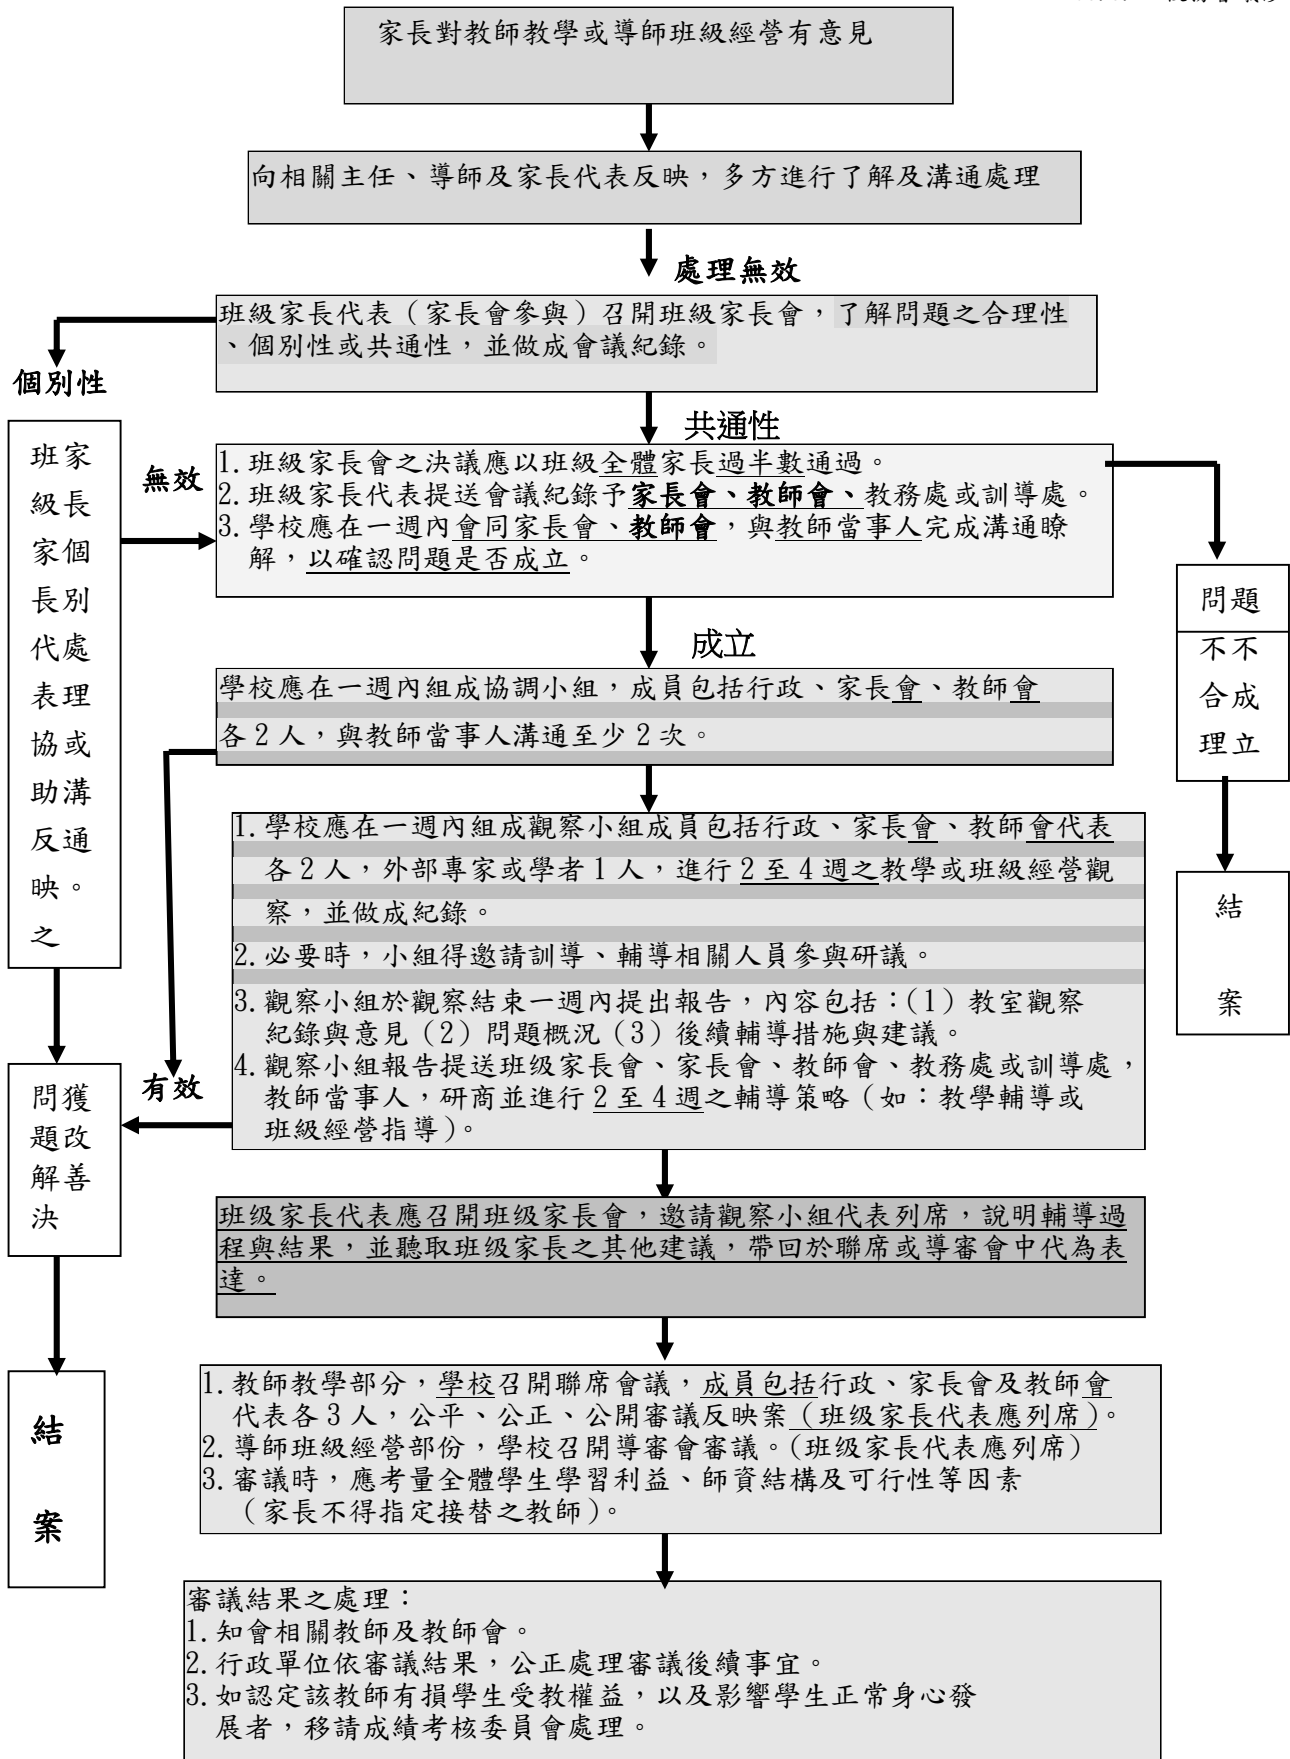 家長對教師教學或導師班級經營有意見
向相關主任、導師及家長代表反映，多方進行了解及溝通處理
處理無效
班級家長代表（家長會參與）召開班級家長會，了解問題之合理性
、個別性或共通性，並做成會議紀錄。
個別性
共通性
班級家長代表協助反映之
家長個別處理或溝通。
無效
1.班級家長會之決議應以班級全體家長過半數通過。
2.班級家長代表提送會議紀錄予家長會、教師會、教務處或訓導處。
3.學校應在一週內會同家長會、教師會，與教師當事人完成溝通瞭
解，以確認問題是否成立。
問題
不合理
不成立
結案
成立
學校應在一週內組成協調小組，成員包括行政、家長會、教師會
各2人，與教師當事人溝通至少2次。
1.學校應在一週內組成觀察小組成員包括行政、家長會、教師會代表
各2人，外部專家或學者1人，進行2至4週之教學或班級經營觀
察，並做成紀錄。
2.必要時，小組得邀請訓導、輔導相關人員參與研議。
3.觀察小組於觀察結束一週內提出報告，內容包括：(1)教室觀察
紀錄與意見(2)問題概況(3)後續輔導措施與建議。
4.觀察小組報告提送班级家長會、家長會、教師會、教務處或訓導處，
教師當事人，研商並進行2至4週之輔導策略（如：教學輔導或
班級經營指導）。
有效
問題解決
獲改善
結案
班级家長代表應召開班级家長會，邀請觀察小組代表列席，說明輔導過
程與結果，並聽取班级家長之其他建議，帶回於聯席或導審會中代為表
達。
1.教師教學部分，學校召開聯席會議，成員包括行政、家長會及教師會
代表各3人，公平、公正、公開審議反映案（班级家長代表應列席）。
2.導師班級經營部份，學校召開導審會審議。(班级家長代表應列席)
3.審議時，應考量全體學生學習利益、師資結構及可行性等因素
（家長不得指定接替之教師）。
審議結果之處理：
1.知會相關教師及教師會。
2.行政單位依審議結果，公正處理審議後續事宜。
3.如認定該教師有損學生受教權益，以及影響學生正常身心發
展者，移請成績考核委員會處理。